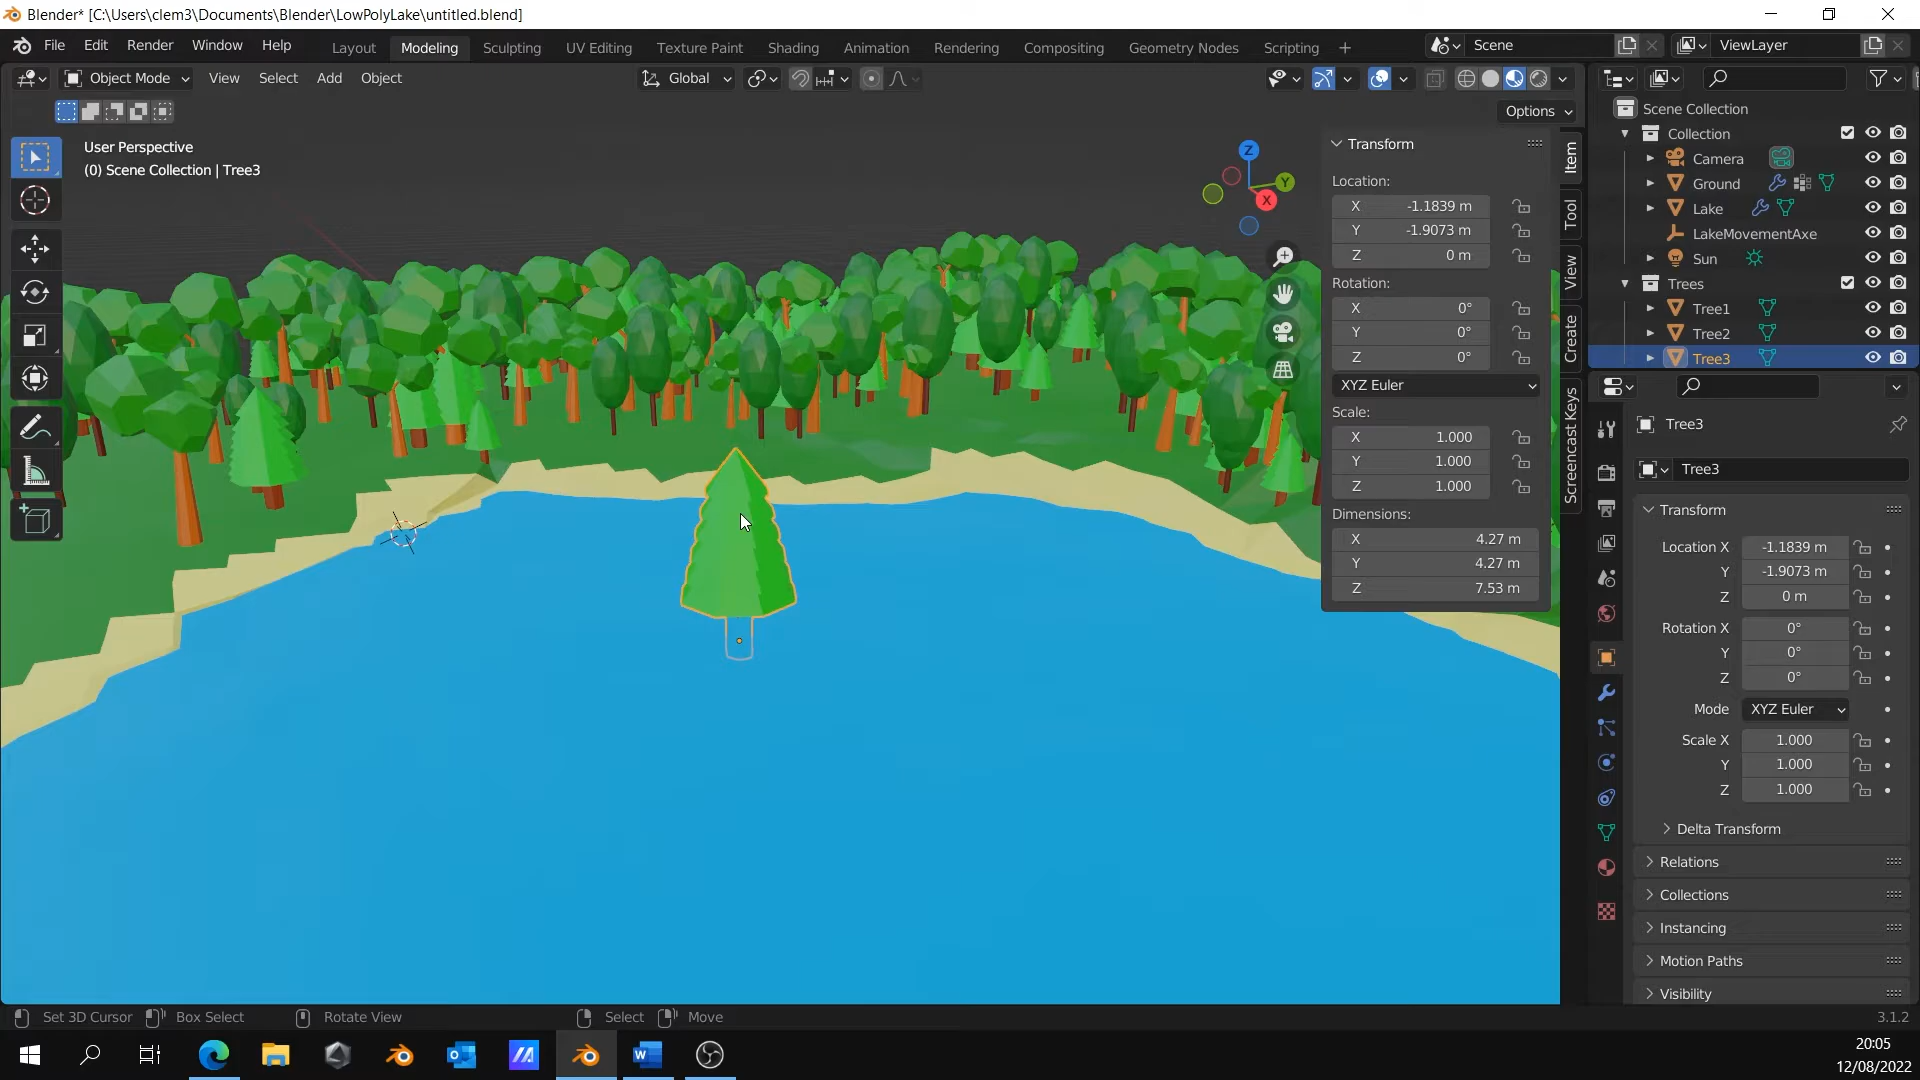 Blender* [C:\Users\clem3\Documents\Blender\LowPolyLake\untitled.blend]
File Edit Render Window Help Layout Modeling Sculpting UV Editing Texture Paint Shading Animation Rendering Compositing Geometry Nodes Scripting Scene ViewLayer
Object Mode View Select Add Object Global
Options
User Perspective
(0) Scene Collection | Tree3
Z
Y
X
Transform
Location:
X -1.1839 m
Y -1.9073 m
Z 0 m
Rotation:
X 0°
Y 0°
Z 0°
XYZ Euler
Scale:
X 1.000
Y 1.000
Z 1.000
Dimensions:
X 4.27 m
Y 4.27 m
Z 7.53 m
Item
Tool
View
Create
Screencast Keys
Scene Collection
Collection
Camera
Ground
Lake
LakeMovementAxe
Sun
Trees
Tree1
Tree2
Tree3
Tree3
Tree3
Transform
Location X -1.1839 m
Y -1.9073 m
Z 0 m
Rotation X 0°
Y 0°
Z 0°
Mode XYZ Euler
Scale X 1.000
Y 1.000
Z 1.000
Delta Transform
Relations
Collections
Instancing
Motion Paths
Visibility
Set 3D Cursor Box Select Rotate View Select Move 3.1.2
20:05
12/08/2022